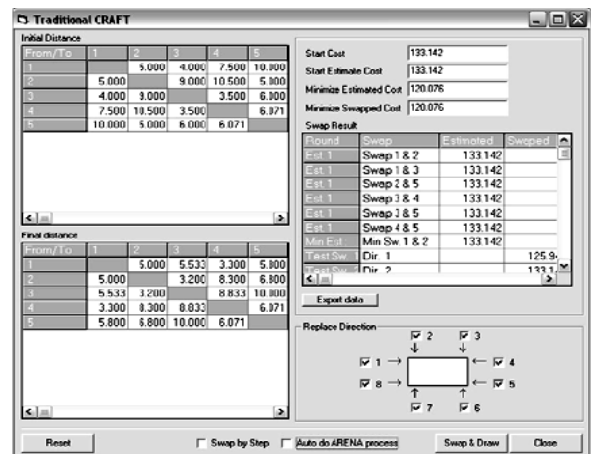 Traditional CRAFT
Initial Distance
From/To 1 2 3 4 5
1 5.000 4.000 7.500 10.000
2 5.000 9.000 10.500 5.000
3 4.000 9.000 3.500 6.000
4 7.500 10.500 3.500 6.071
5 10.000 5.000 6.000 6.071
Final distance
From/To 1 2 3 4 5
1 5.000 5.533 3.300 5.800
2 5.000 3.200 8.300 6.800
3 5.533 3.200 8.833 10.000
4 3.300 8.300 8.833 6.071
5 5.800 6.800 10.000 6.071
Start Cost 133.142
Start Estimate Cost 133.142
Minimize Estimated Cost 120.076
Minimize Swapped Cost 120.076
Swap Result
Round Swap Estimated Swoped
Est. 1 Swap 1 & 2 133.142
Est. 1 Swap 1 & 3 133.142
Est. 1 Swap 2 & 5 133.142
Est. 1 Swap 3 & 4 133.142
Est. 1 Swap 3 & 5 133.142
Est. 1 Swap 4 & 5 133.142
Min Est Min Sw. 1 & 2 133.142
Test Sw. 1 Dir. 1 125.9
Test Sw. Dir. 2 133.1
Export data
Replace Direction
2 3
1 4
8 5
7 6
Reset Swap by Step Auto do ARENA process Swap & Draw Close